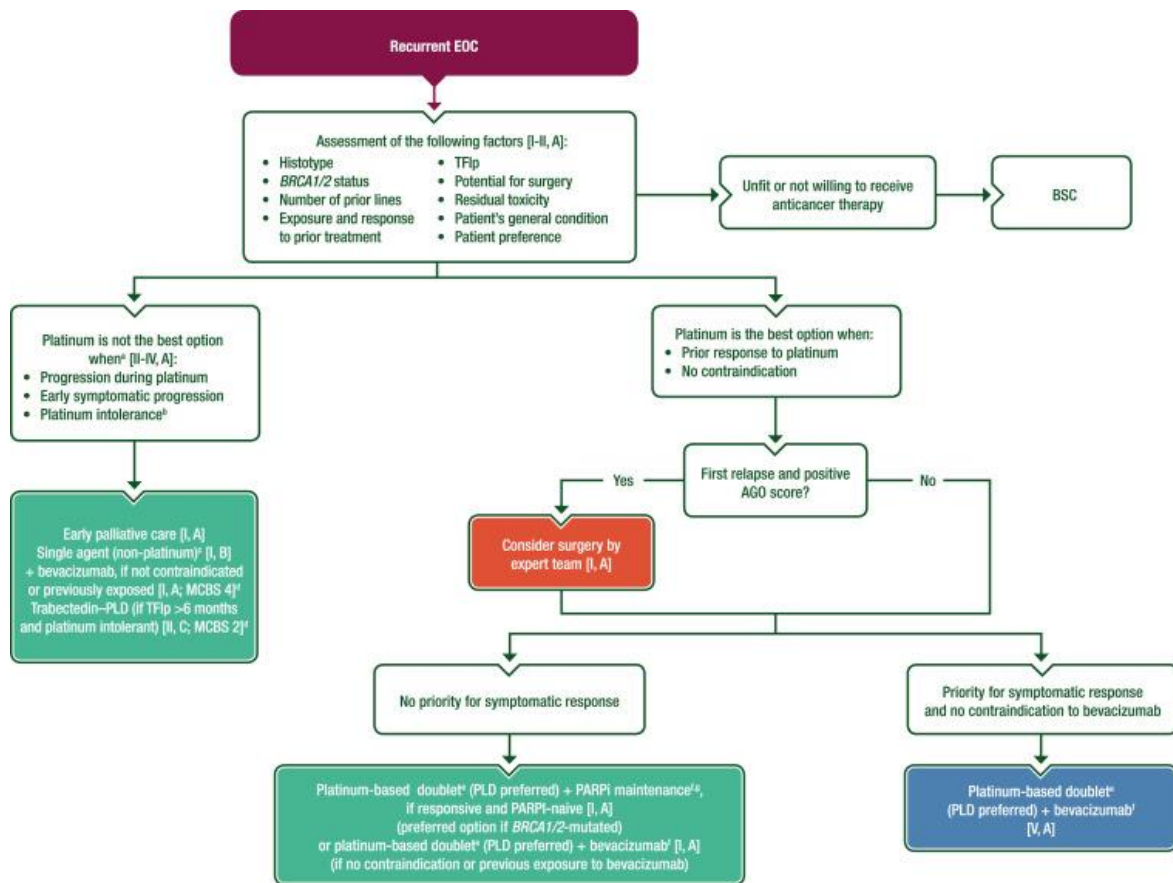 Recurrent EOC
Assessment of the following factors [I-II, A]:
• Histotype
• BRCA1/2 status
• Number of prior lines
• Exposure and response
to prior treatment
• TFIp
• Potential for surgery
• Residual toxicity
• Patient's general condition
• Patient preference
Unfit or not willing to receive
anticancer therapy
BSC
Platinum is not the best option
whenᵃ [II-IV, A]:
• Progression during platinum
• Early symptomatic progression
• Platinum intoleranceᵇ
Platinum is the best option when:
• Prior response to platinum
• No contraindication
First relapse and positive
AGO score?
Yes
No
Early palliative care [I, A]
Single agent (non-platinum)ᶜ [I, B]
+ bevacizumab, if not contraindicated
or previously exposed [I, A; MCBS 4]ᵈ
Trabectedin–PLD (if TFIp >6 months
and platinum intolerant) [II, C; MCBS 2]ᵈ
Consider surgery by
expert team [I, A]
No priority for symptomatic response
Priority for symptomatic response
and no contraindication to bevacizumab
Platinum-based doubletᵉ (PLD preferred) + PARPi maintenanceᶠ,ᵍ,
if responsive and PARPI-naive [I, A]
(preferred option if BRCA1/2-mutated)
or platinum-based doubletᵉ (PLD preferred) + bevacizumabᶠ [I, A]
(if no contraindication or previous exposure to bevacizumab)
Platinum-based doubletᵉ
(PLD preferred) + bevacizumabᶠ
[V, A]